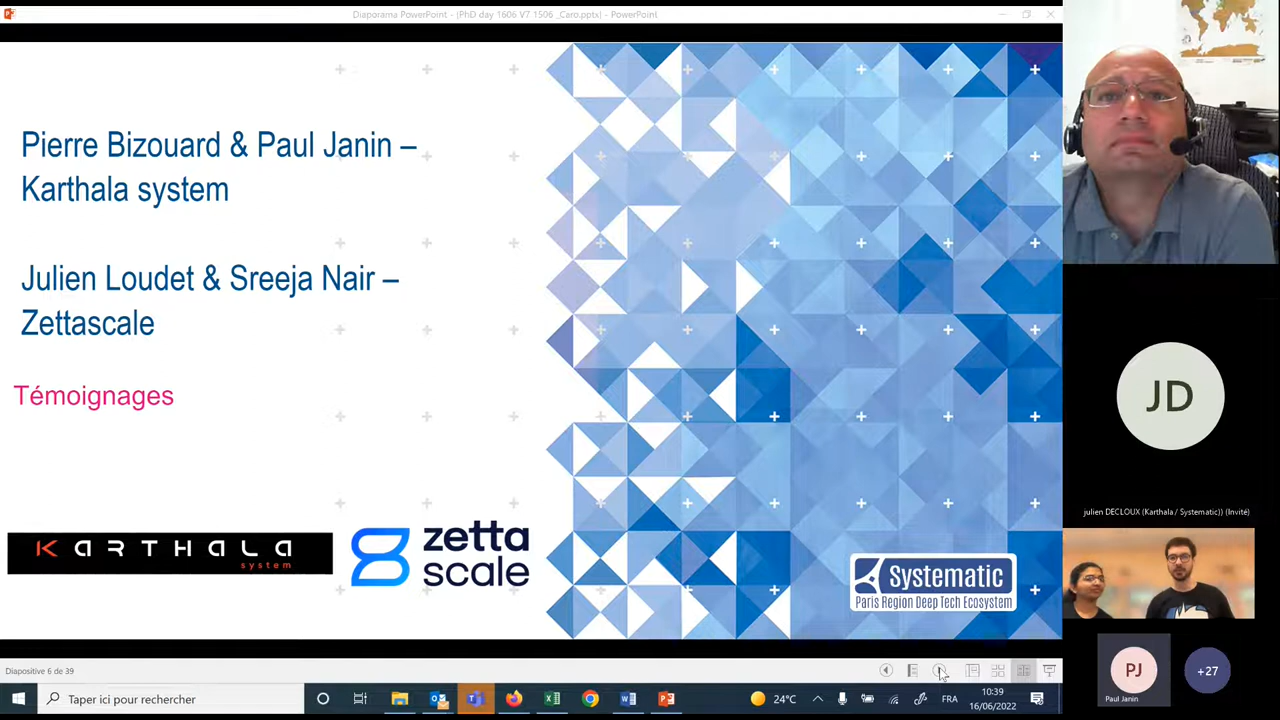 Diaporama PowerPoint - (PhD day 1606 V7 1506 _Caro.pptx) - PowerPoint
Pierre Bizouard & Paul Janin –
Karthala system
Julien Loudet & Sreeja Nair –
Zettascale
Témoignages
KARTHALA
system
zetta
scale
Systematic
Paris Region Deep Tech Ecosystem
JD
julien DECLOUX (Karthala / Systematic)) (Invité)
PJ
Paul Janin
+27
Diapositive 6 de 39
Taper ici pour rechercher
24°C
FRA
10:39
16/06/2022